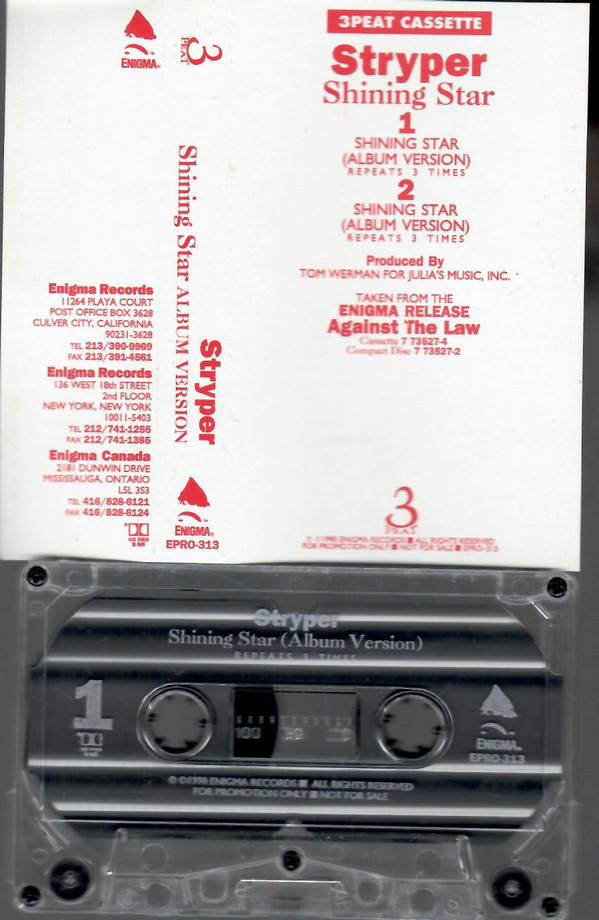 ENIGMA®
3
PEAT
Shining Star ALBUM VERSION
Stryper
Enigma Records
11264 PLAYA COURT
POST OFFICE BOX 3628
CULVER CITY, CALIFORNIA
90231-3628
TEL 213/390-9969
FAX 213/391-4561
Enigma Records
136 WEST 18th STREET
2nd FLOOR
NEW YORK, NEW YORK
10011-5403
TEL 212/741-1255
FAX 212/741-1385
Enigma Canada
2181 DUNWIN DRIVE
MISSISSAUGA, ONTARIO
L5L 3S3
TEL 416/828-6121
FAX 416/828-6124
ENIGMA®
EPRO-313
3PEAT CASSETTE
Stryper
Shining Star
1
SHINING STAR
(ALBUM VERSION)
REPEATS 3 TIMES
2
SHINING STAR
(ALBUM VERSION)
REPEATS 3 TIMES
Produced By
TOM WERMAN FOR JULIA'S MUSIC, INC.
TAKEN FROM THE
ENIGMA RELEASE
Against The Law
Cassette 7 73527-4
Compact Disc 7 73527-2
3
PEAT
℗ ©1990 ENIGMA RECORDS ■ ALL RIGHTS RESERVED
FOR PROMOTION ONLY ■ NOT FOR SALE ■ EPRO-313
Stryper
Shining Star (Album Version)
REPEATS 3 TIMES
1
100
ENIGMA®
EPRO-313
℗ ©1990 ENIGMA RECORDS ■ ALL RIGHTS RESERVED
FOR PROMOTION ONLY ■ NOT FOR SALE